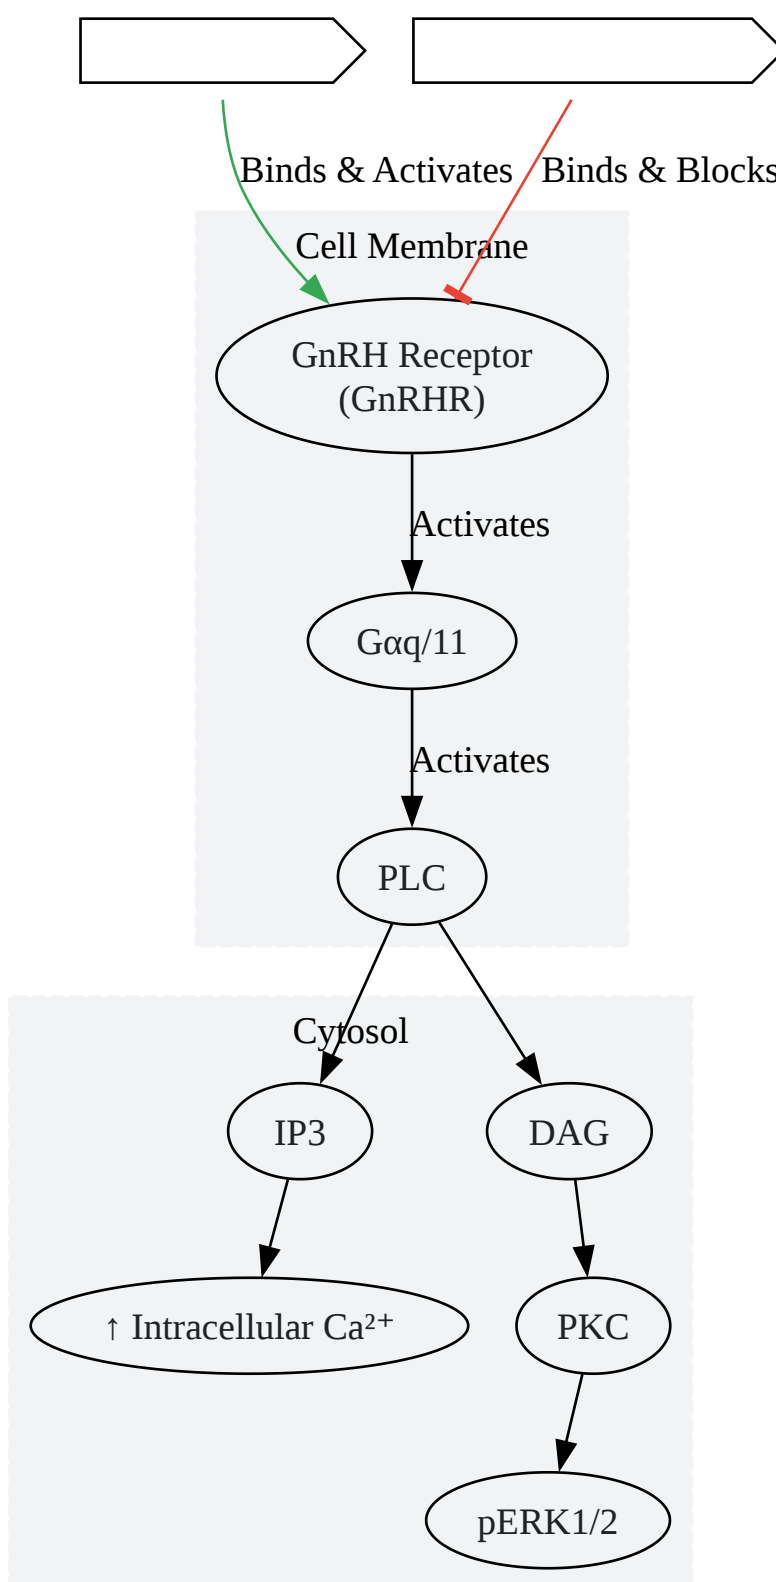 Binds & Activates
Binds & Blocks
Cell Membrane
GnRH Receptor
(GnRHR)
Activates
Gαq/11
Activates
PLC
Cytosol
IP3
DAG
↑ Intracellular Ca²⁺
PKC
pERK1/2